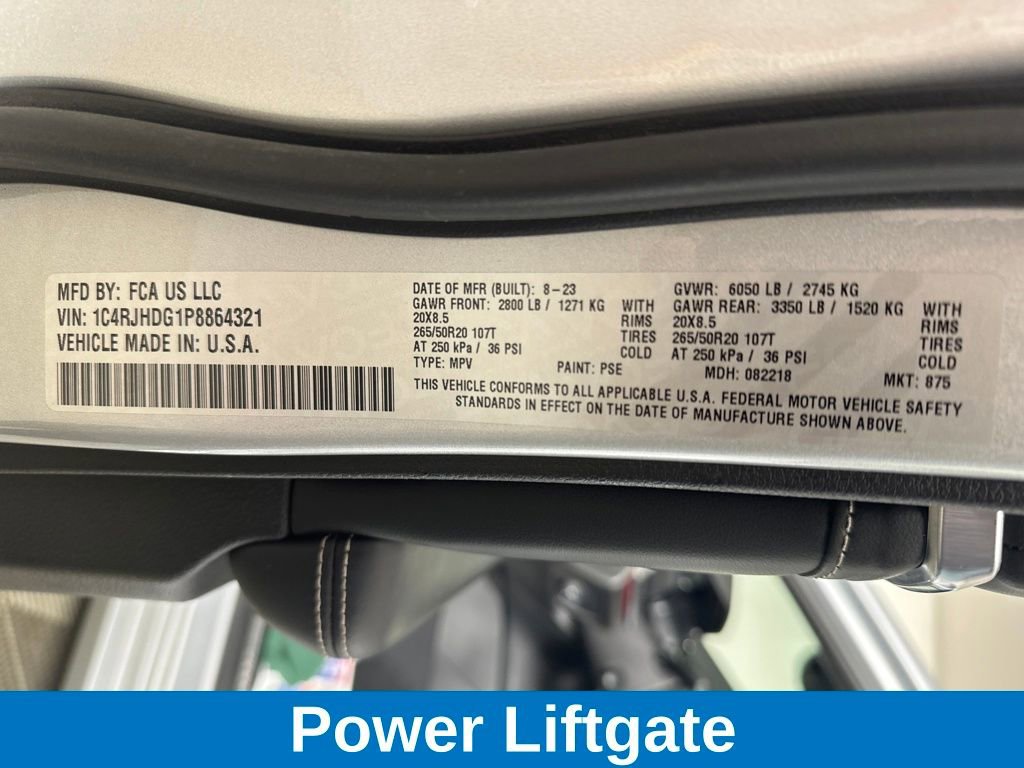 MFD BY: FCA US LLC
VIN: 1C4RJHDG1P8864321
VEHICLE MADE IN: U.S.A.
DATE OF MFR (BUILT): 8-23
GAWR FRONT: 2800 LB / 1271 KG WITH
20X8.5 RIMS
265/50R20 107T TIRES
AT 250 kPa / 36 PSI COLD
TYPE: MPV PAINT: PSE
GVWR: 6050 LB / 2745 KG
GAWR REAR: 3350 LB / 1520 KG WITH
20X8.5 RIMS
265/50R20 107T TIRES
AT 250 kPa / 36 PSI COLD
MDH: 082218 MKT: 875
THIS VEHICLE CONFORMS TO ALL APPLICABLE U.S.A. FEDERAL MOTOR VEHICLE SAFETY
STANDARDS IN EFFECT ON THE DATE OF MANUFACTURE SHOWN ABOVE.
Power Liftgate